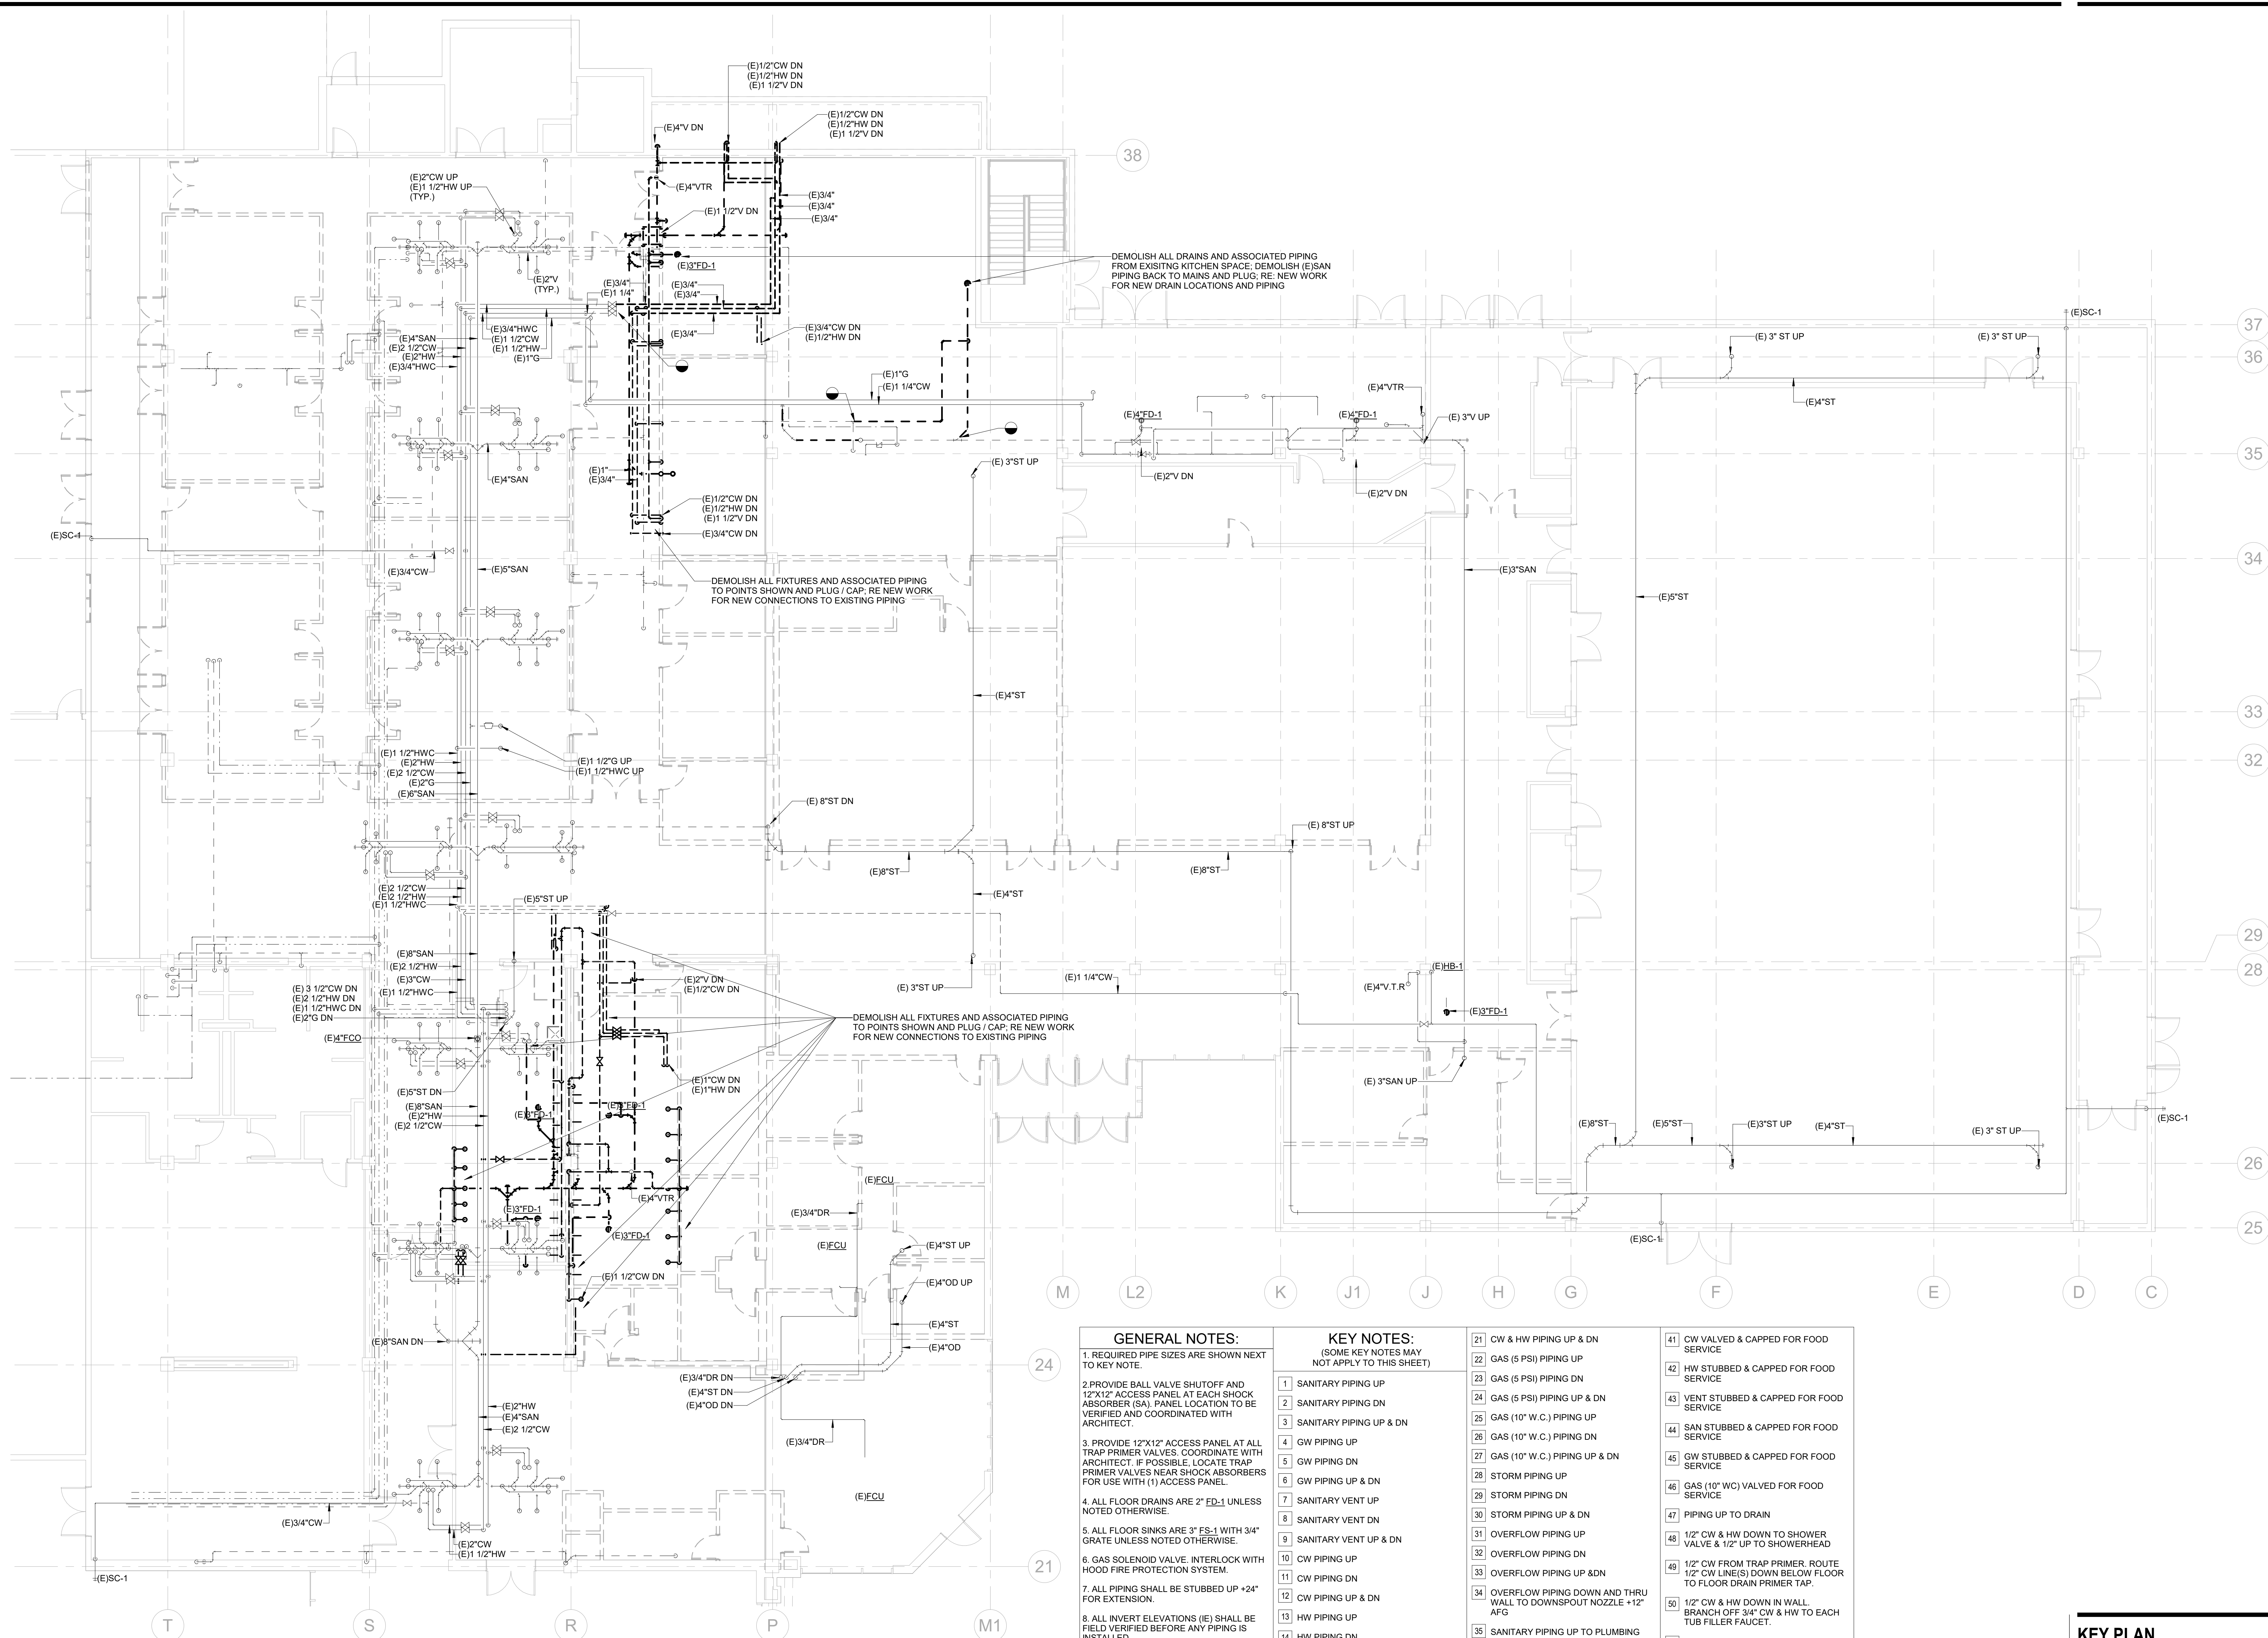 (E)1/2"CW DN
(E)1/2"HW DN
(E)1 1/2"V DN
(E)1/2"CW DN
(E)1/2"HW DN
(E)1 1/2"V DN
(E)4"V DN
38
(E)2"CW UP
(E)1 1/2"HW UP
(TYP.)
(E)4"VTR
(E)3/4"
(E)3/4"
(E)3/4"
(E)1 1/2"V DN
(E)3"FD-1
DEMOLISH ALL DRAINS AND ASSOCIATED PIPING
FROM EXISITNG KITCHEN SPACE; DEMOLISH (E)SAN
PIPING BACK TO MAINS AND PLUG; RE: NEW WORK
FOR NEW DRAIN LOCATIONS AND PIPING
(E)2"V
(TYP.)
(E)3/4"
(E)1 1/4"
(E)3/4"
(E)3/4"
(E)SC-1
37
(E)3/4"HWC
(E)1 1/2"CW
(E)1 1/2"HW
(E)1"G
(E)4"SAN
(E)2 1/2"CW
(E)2"HW
(E)3/4"HWC
(E)3/4"
(E)3/4"CW DN
(E)1/2"HW DN
(E) 3" ST UP
(E) 3" ST UP
36
(E)1"G
(E)1 1/4"CW
(E)4"VTR
(E)4"ST
(E)4"FD-1
(E)4"FD-1
(E) 3"V UP
35
(E)4"SAN
(E)1"
(E)3/4"
(E) 3"ST UP
(E)2"V DN
(E)2"V DN
(E)1/2"CW DN
(E)1/2"HW DN
(E)1 1/2"V DN
(E)3/4"CW DN
(E)SC-1
34
(E)3/4"CW
(E)5"SAN
(E)3"SAN
DEMOLISH ALL FIXTURES AND ASSOCIATED PIPING
TO POINTS SHOWN AND PLUG / CAP; RE NEW WORK
FOR NEW CONNECTIONS TO EXISTING PIPING
(E)5"ST
(E)4"ST
33
(E)1 1/2"HWC
(E)2"HW
(E)2 1/2"CW
(E)2"G
(E)6"SAN
(E)1 1/2"G UP
(E)1 1/2"HWC UP
32
(E) 8"ST DN
(E) 8"ST UP
(E)8"ST
(E)8"ST
(E)2 1/2"CW
(E)2 1/2"HW
(E)1 1/2"HWC
(E)4"ST
(E)5"ST UP
29
(E)8"SAN
(E)2 1/2"HW
(E)3"CW
(E)1 1/2"HWC
28
(E)HB-1
(E)2"V DN
(E)1/2"CW DN
(E)1 1/4"CW
(E) 3"ST UP
(E)4"V.T.R
(E) 3 1/2"CW DN
(E)2 1/2"HW DN
(E)1 1/2"HWC DN
(E)2"G DN
(E)3"FD-1
DEMOLISH ALL FIXTURES AND ASSOCIATED PIPING
TO POINTS SHOWN AND PLUG / CAP; RE NEW WORK
FOR NEW CONNECTIONS TO EXISTING PIPING
(E)4"FCO
(E)1"CW DN
(E)1"HW DN
(E) 3"SAN UP
(E)5"ST DN
(E)8"SAN
(E)2"HW
(E)2 1/2"CW
(E)3"FD-1
(E)3"FD-1
(E)SC-1
(E)8"ST
(E)5"ST
(E)3"ST UP
(E)4"ST
(E) 3" ST UP
26
(E)FCU
(E)4"VTR
(E)3"FD-1
(E)3/4"DR
25
(E)3"FD-1
(E)FCU
(E)4"ST UP
(E)SC-1
(E)1 1/2"CW DN
(E)4"OD UP
M L2 K J1 J H G F E D C
(E)4"ST
(E)8"SAN DN
(E)4"OD
24
(E)3/4"DR DN
(E)4"ST DN
(E)4"OD DN
(E)2"HW
(E)4"SAN
(E)2 1/2"CW
(E)3/4"DR
(E)FCU
(E)3/4"CW
(E)2"CW
(E)1 1/2"HW
21
(E)SC-1
T S R P M1
GENERAL NOTES:
1. REQUIRED PIPE SIZES ARE SHOWN NEXT
TO KEY NOTE.
2.PROVIDE BALL VALVE SHUTOFF AND
12"X12" ACCESS PANEL AT EACH SHOCK
ABSORBER (SA). PANEL LOCATION TO BE
VERIFIED AND COORDINATED WITH
ARCHITECT.
3. PROVIDE 12"X12" ACCESS PANEL AT ALL
TRAP PRIMER VALVES. COORDINATE WITH
ARCHITECT. IF POSSIBLE, LOCATE TRAP
PRIMER VALVES NEAR SHOCK ABSORBERS
FOR USE WITH (1) ACCESS PANEL.
4. ALL FLOOR DRAINS ARE 2" FD-1 UNLESS
NOTED OTHERWISE.
5. ALL FLOOR SINKS ARE 3" FS-1 WITH 3/4"
GRATE UNLESS NOTED OTHERWISE.
6. GAS SOLENOID VALVE. INTERLOCK WITH
HOOD FIRE PROTECTION SYSTEM.
7. ALL PIPING SHALL BE STUBBED UP +24"
FOR EXTENSION.
8. ALL INVERT ELEVATIONS (IE) SHALL BE
FIELD VERIFIED BEFORE ANY PIPING IS
INSTALLED.
KEY NOTES:
(SOME KEY NOTES MAY
NOT APPLY TO THIS SHEET)
1 SANITARY PIPING UP
2 SANITARY PIPING DN
3 SANITARY PIPING UP & DN
4 GW PIPING UP
5 GW PIPING DN
6 GW PIPING UP & DN
7 SANITARY VENT UP
8 SANITARY VENT DN
9 SANITARY VENT UP & DN
10 CW PIPING UP
11 CW PIPING DN
12 CW PIPING UP & DN
13 HW PIPING UP
14 HW PIPING DN
21 CW & HW PIPING UP & DN
22 GAS (5 PSI) PIPING UP
23 GAS (5 PSI) PIPING DN
24 GAS (5 PSI) PIPING UP & DN
25 GAS (10" W.C.) PIPING UP
26 GAS (10" W.C.) PIPING DN
27 GAS (10" W.C.) PIPING UP & DN
28 STORM PIPING UP
29 STORM PIPING DN
30 STORM PIPING UP & DN
31 OVERFLOW PIPING UP
32 OVERFLOW PIPING DN
33 OVERFLOW PIPING UP &DN
34 OVERFLOW PIPING DOWN AND THRU
WALL TO DOWNSPOUT NOZZLE +12"
AFG
35 SANITARY PIPING UP TO PLUMBING
41 CW VALVED & CAPPED FOR FOOD
SERVICE
42 HW STUBBED & CAPPED FOR FOOD
SERVICE
43 VENT STUBBED & CAPPED FOR FOOD
SERVICE
44 SAN STUBBED & CAPPED FOR FOOD
SERVICE
45 GW STUBBED & CAPPED FOR FOOD
SERVICE
46 GAS (10" WC) VALVED FOR FOOD
SERVICE
47 PIPING UP TO DRAIN
48 1/2" CW & HW DOWN TO SHOWER
VALVE & 1/2" UP TO SHOWERHEAD
49 1/2" CW FROM TRAP PRIMER. ROUTE
1/2" CW LINE(S) DOWN BELOW FLOOR
TO FLOOR DRAIN PRIMER TAP.
50 1/2" CW & HW DOWN IN WALL.
BRANCH OFF 3/4" CW & HW TO EACH
TUB FILLER FAUCET.
KEY PLAN